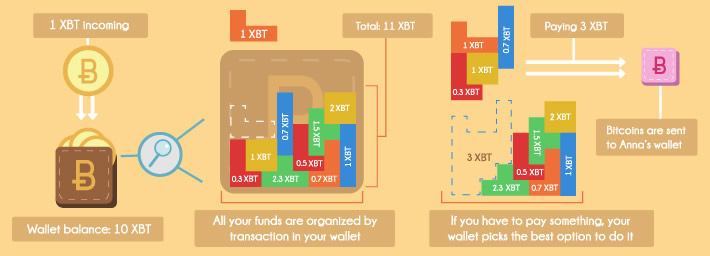 1 XBT incoming
Wallet balance: 10 XBT
1 XBT
Total: 11 XBT
0.7 XBT
1.5 XBT
2 XBT
1 XBT
0.5 XBT
1 XBT
0.3 XBT
2.3 XBT
0.7 XBT
All your funds are organized by
transaction in your wallet
1 XBT
0.7 XBT
1 XBT
0.3 XBT
Paying 3 XBT
Bitcoins are sent
to Anna's wallet
3 XBT
1.5 XBT
2 XBT
0.5 XBT
1 XBT
2.3 XBT
0.7 XBT
If you have to pay something, your
wallet picks the best option to do it